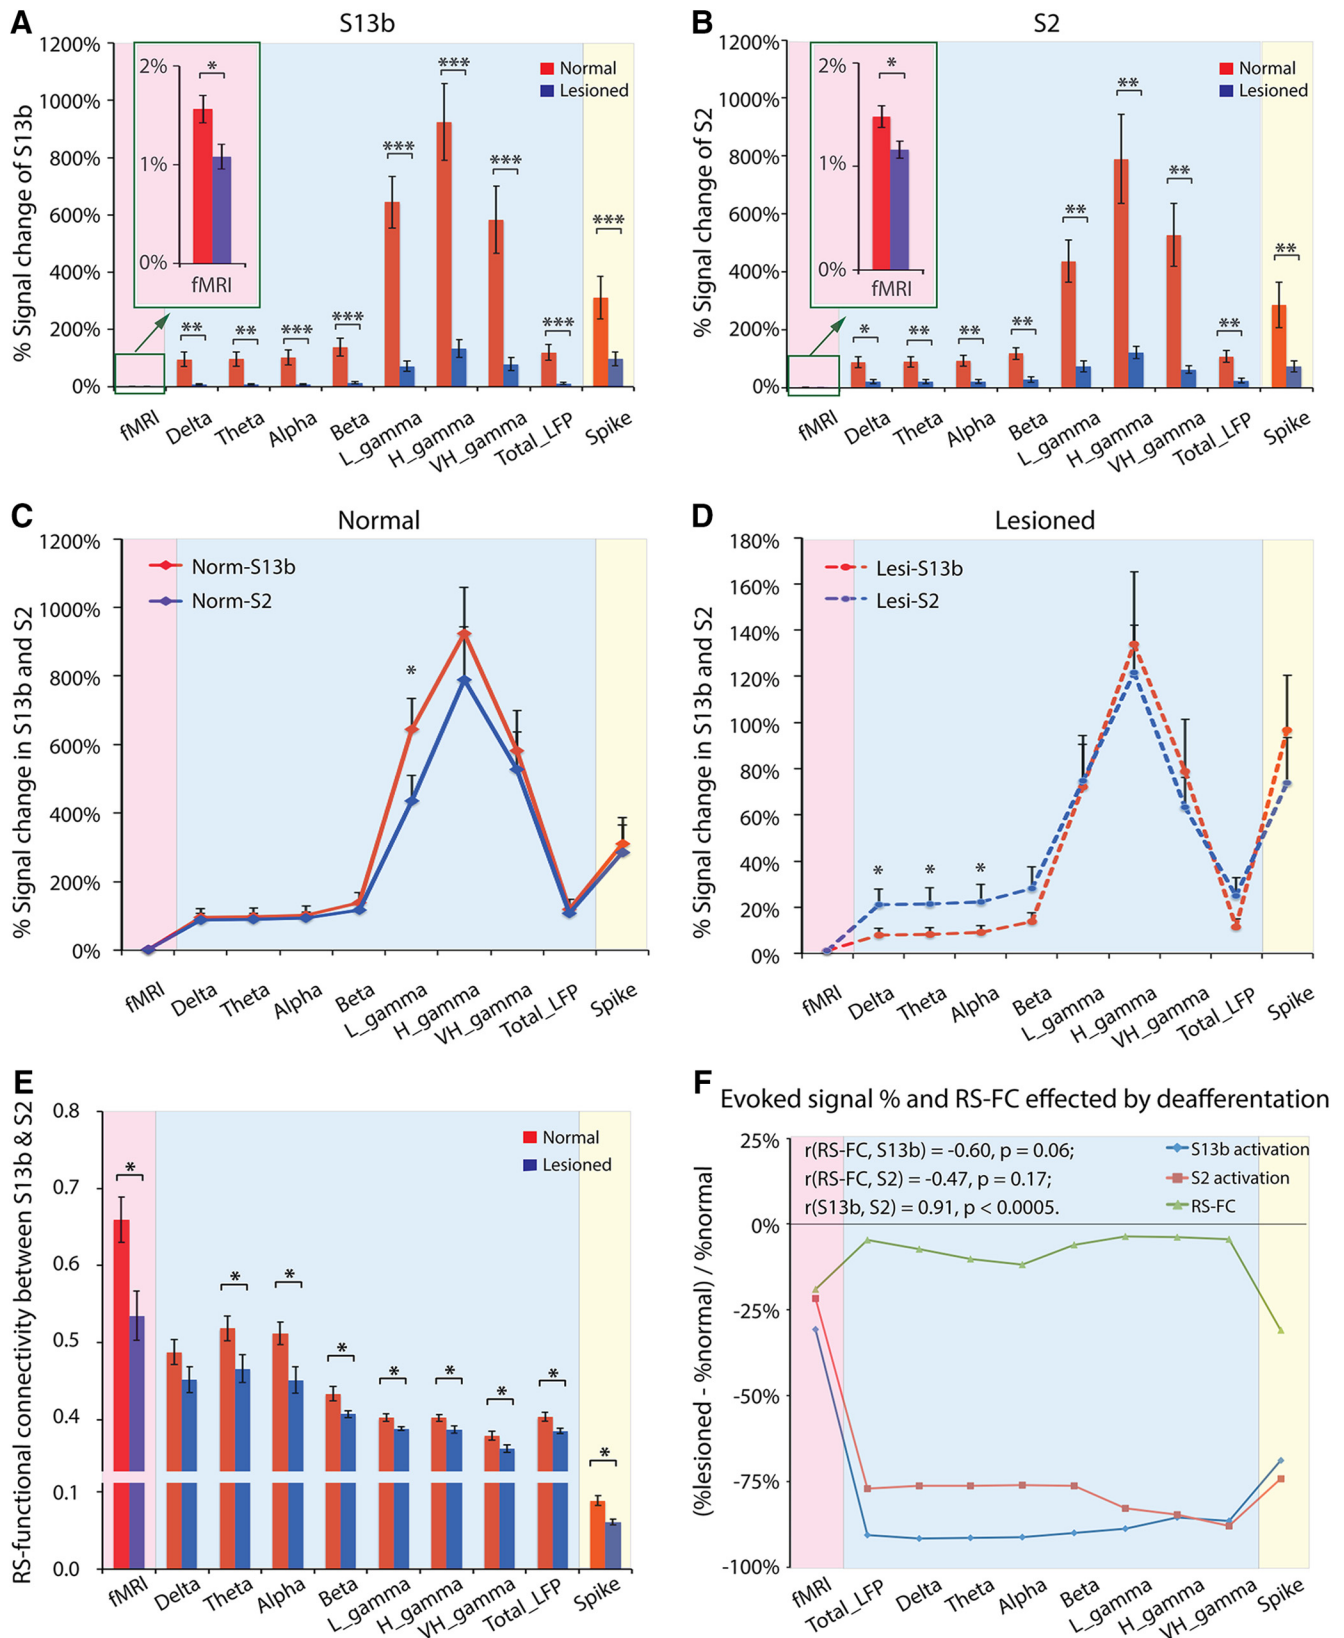 A
S13b
% Signal change of S13b
1200%
1000%
800%
600%
400%
200%
0%
2%
1%
0%
fMRI
*
Normal
Lesioned
** ** *** *** *** *** *** *** ***
fMRI Delta Theta Alpha Beta L_gamma H_gamma VH_gamma Total_LFP Spike
B
S2
% Signal change of S2
1200%
1000%
800%
600%
400%
200%
0%
2%
1%
0%
fMRI
*
Normal
Lesioned
* ** ** ** ** ** ** ** **
fMRI Delta Theta Alpha Beta L_gamma H_gamma VH_gamma Total_LFP Spike
C
Normal
% Signal change in S13b and S2
1200%
1000%
800%
600%
400%
200%
0%
Norm-S13b
Norm-S2
*
fMRI Delta Theta Alpha Beta L_gamma H_gamma VH_gamma Total_LFP Spike
D
Lesioned
% Signal change in S13b and S2
180%
160%
140%
120%
100%
80%
60%
40%
20%
0%
Lesi-S13b
Lesi-S2
* * *
fMRI Delta Theta Alpha Beta L_gamma H_gamma VH_gamma Total_LFP Spike
E
RS-functional connectivity between S13b & S2
0.8
0.7
0.6
0.5
0.4
0.1
0.0
Normal
Lesioned
* * * * * * * * *
fMRI Delta Theta Alpha Beta L_gamma H_gamma VH_gamma Total_LFP Spike
F
Evoked signal % and RS-FC effected by deafferentation
(%lesioned - %normal) / %normal
25%
0%
-25%
-50%
-75%
-100%
r(RS-FC, S13b) = -0.60, p = 0.06;
r(RS-FC, S2) = -0.47, p = 0.17;
r(S13b, S2) = 0.91, p < 0.0005.
S13b activation
S2 activation
RS-FC
fMRI Total_LFP Delta Theta Alpha Beta L_gamma H_gamma VH_gamma Spike